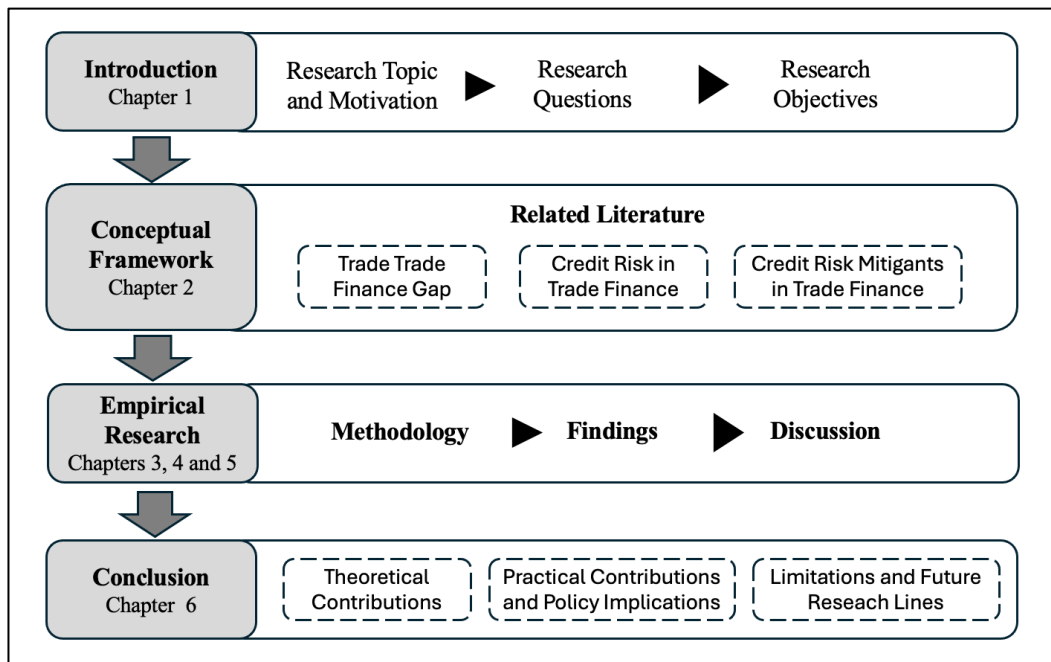 Introduction
Chapter 1
Research Topic
and Motivation
Research
Questions
Research
Objectives
Conceptual
Framework
Chapter 2
Related Literature
Trade Trade
Finance Gap
Credit Risk in
Trade Finance
Credit Risk Mitigants
in Trade Finance
Empirical
Research
Chapters 3, 4 and 5
Methodology
Findings
Discussion
Conclusion
Chapter 6
Theoretical
Contributions
Practical Contributions
and Policy Implications
Limitations and Future
Reseach Lines